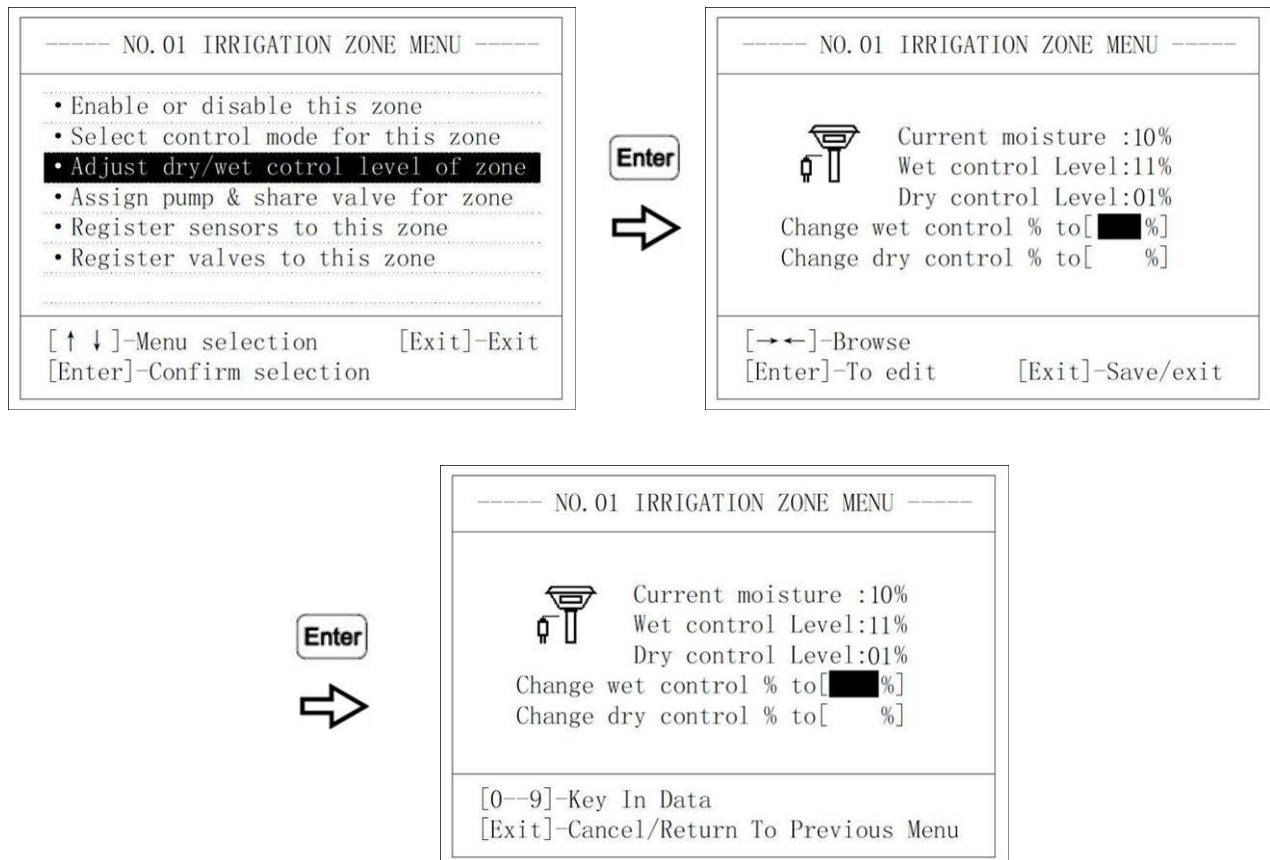 ----- NO.01 IRRIGATION ZONE MENU -----
•Enable or disable this zone
•Select control mode for this zone
•Adjust dry/wet cotrol level of zone
•Assign pump & share valve for zone
•Register sensors to this zone
•Register valves to this zone
[↑ ↓]-Menu selection [Exit]-Exit
[Enter]-Confirm selection
Enter
----- NO.01 IRRIGATION ZONE MENU -----
Current moisture :10%
Wet control Level:11%
Dry control Level:01%
Change wet control % to[ %]
Change dry control % to[ %]
[→←]-Browse
[Enter]-To edit [Exit]-Save/exit
Enter
----- NO.01 IRRIGATION ZONE MENU -----
Current moisture :10%
Wet control Level:11%
Dry control Level:01%
Change wet control % to[ %]
Change dry control % to[ %]
[0--9]-Key In Data
[Exit]-Cancel/Return To Previous Menu